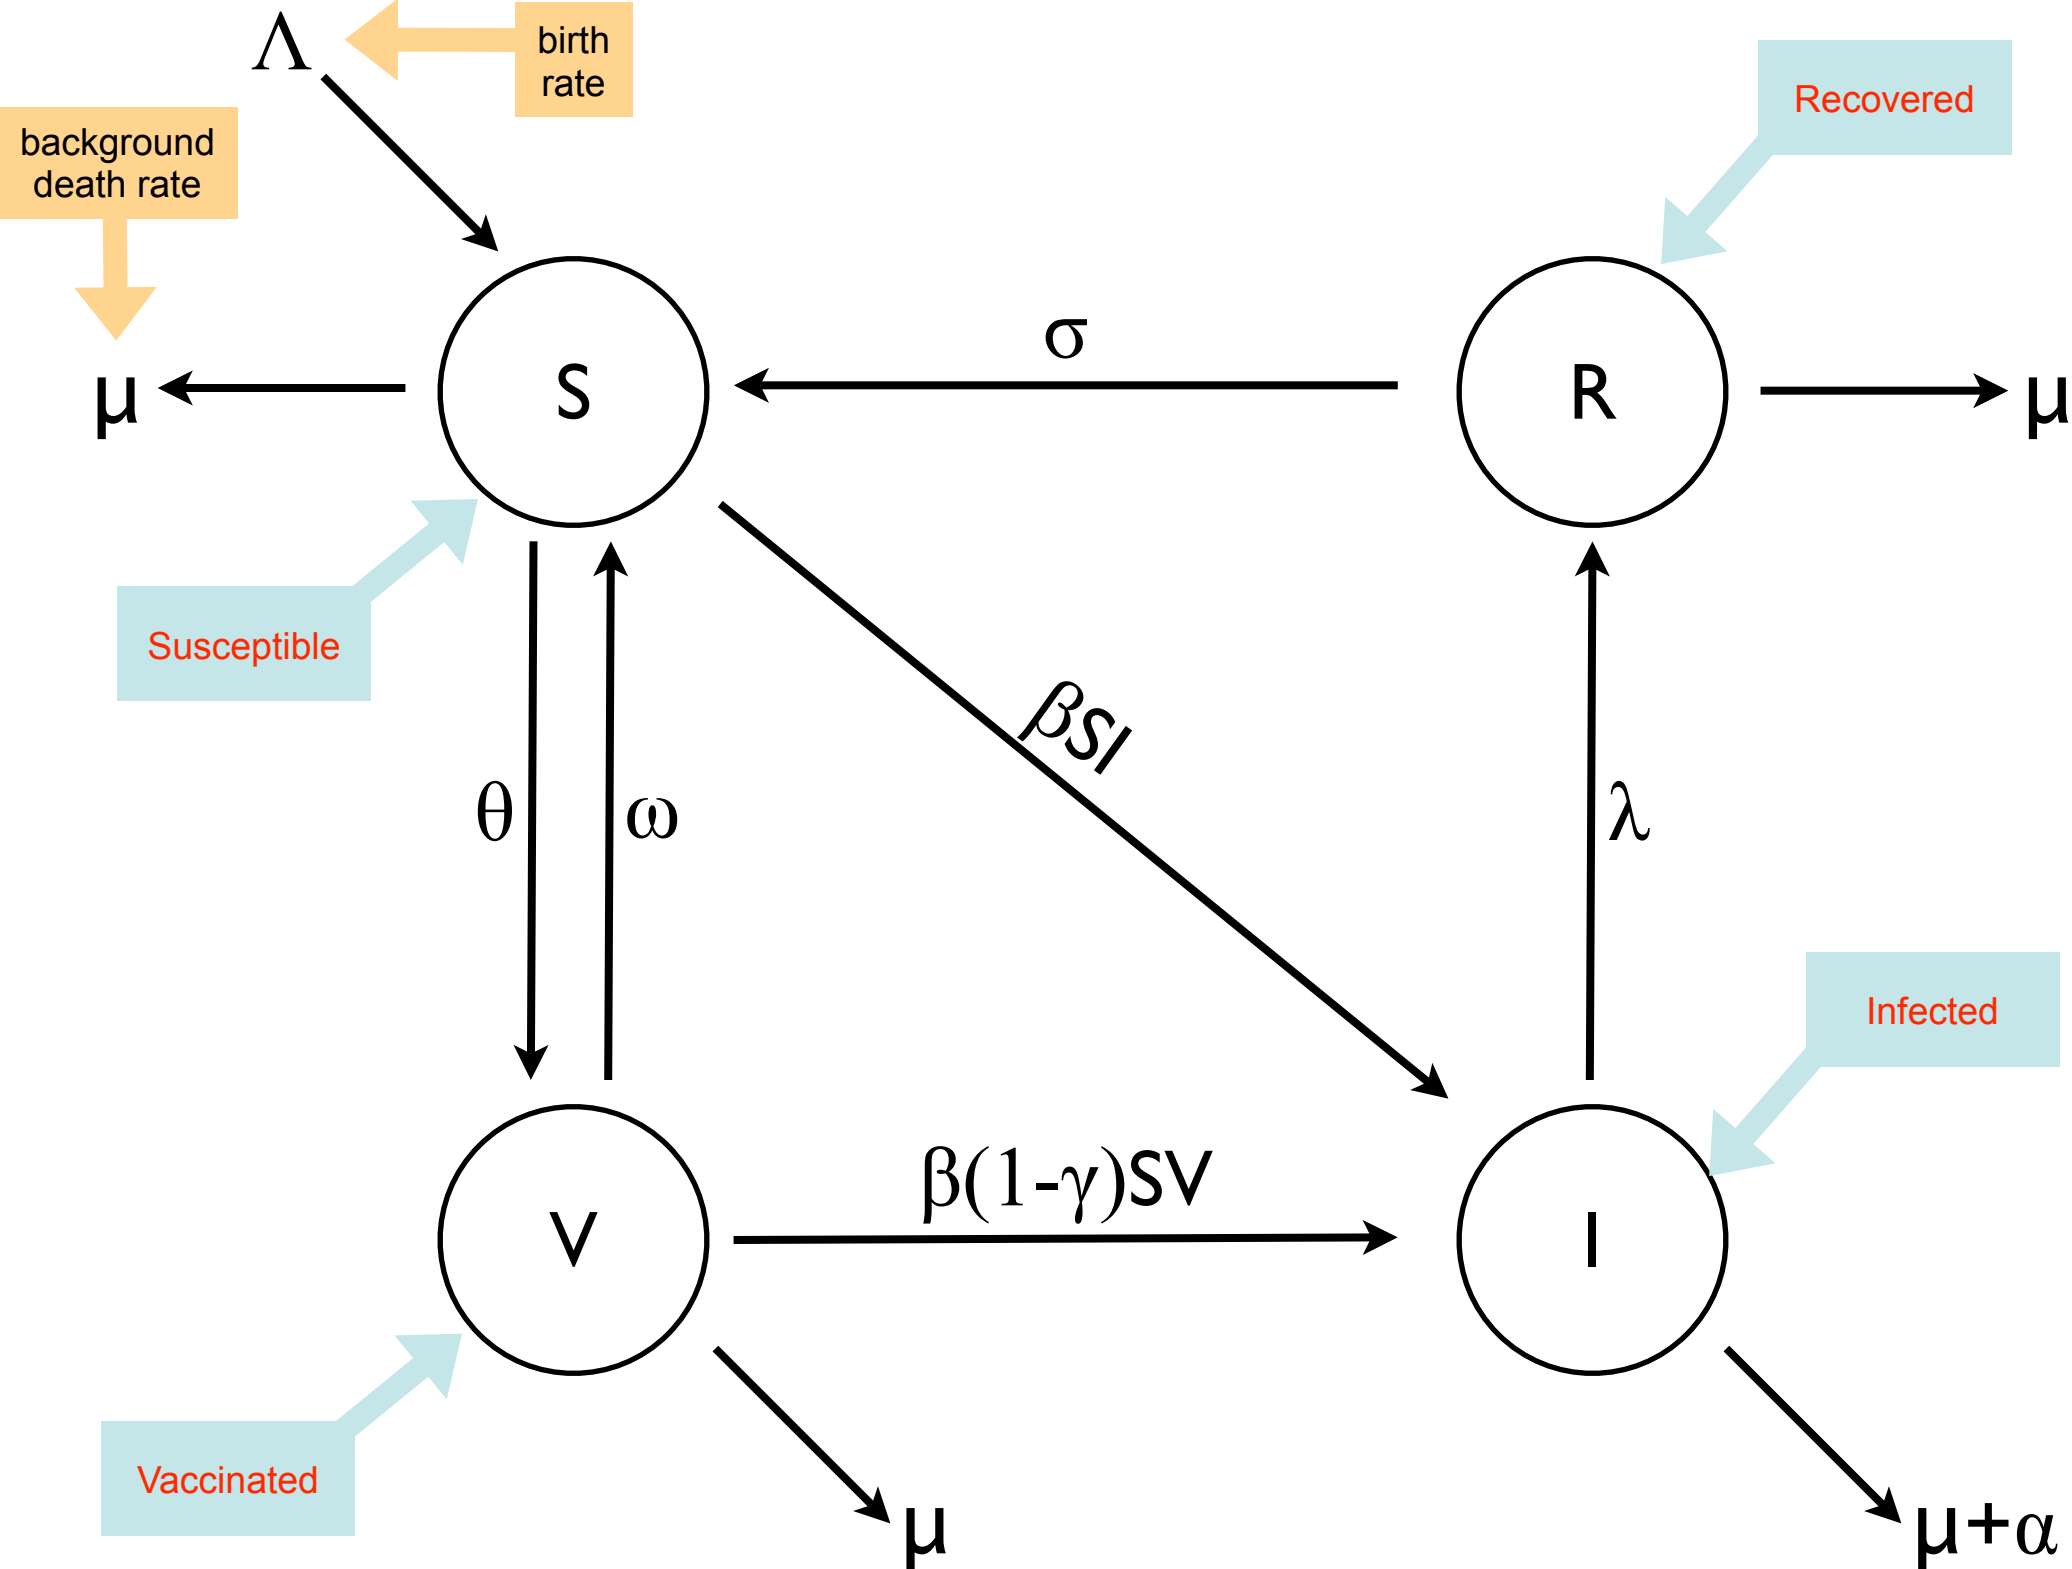 Λ
birth
rate
background
death rate
Recovered
μ
S
σ
R
μ
Susceptible
βSI
θ
ω
λ
Infected
β(1-γ)SV
V
I
Vaccinated
μ
μ+α